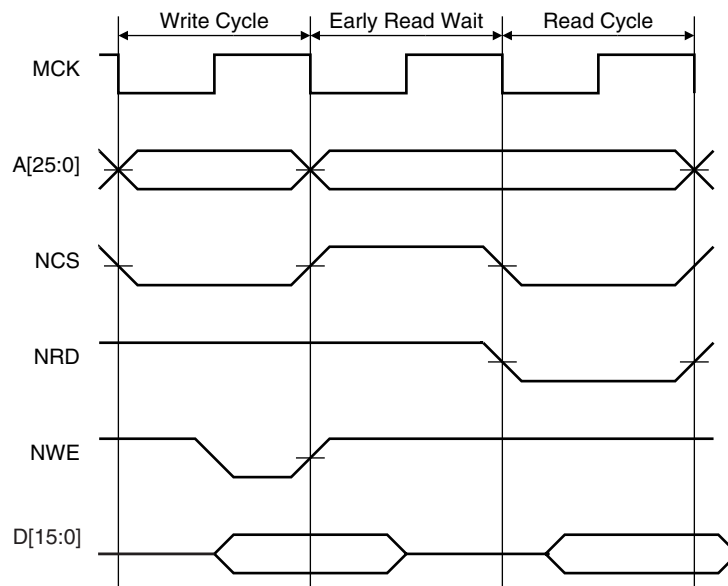 Write Cycle Early Read Wait Read Cycle
MCK
A[25:0]
NCS
NRD
NWE
D[15:0]